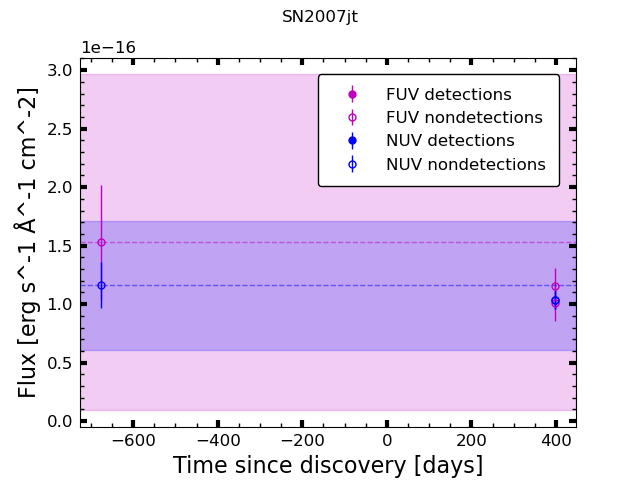 SN2007jt
1e−16
3.0
2.5
2.0
1.5
1.0
0.5
0.0
Flux [erg s^-1 Å^-1 cm^-2]
FUV detections
FUV nondetections
NUV detections
NUV nondetections
−600 −400 −200 0 200 400
Time since discovery [days]